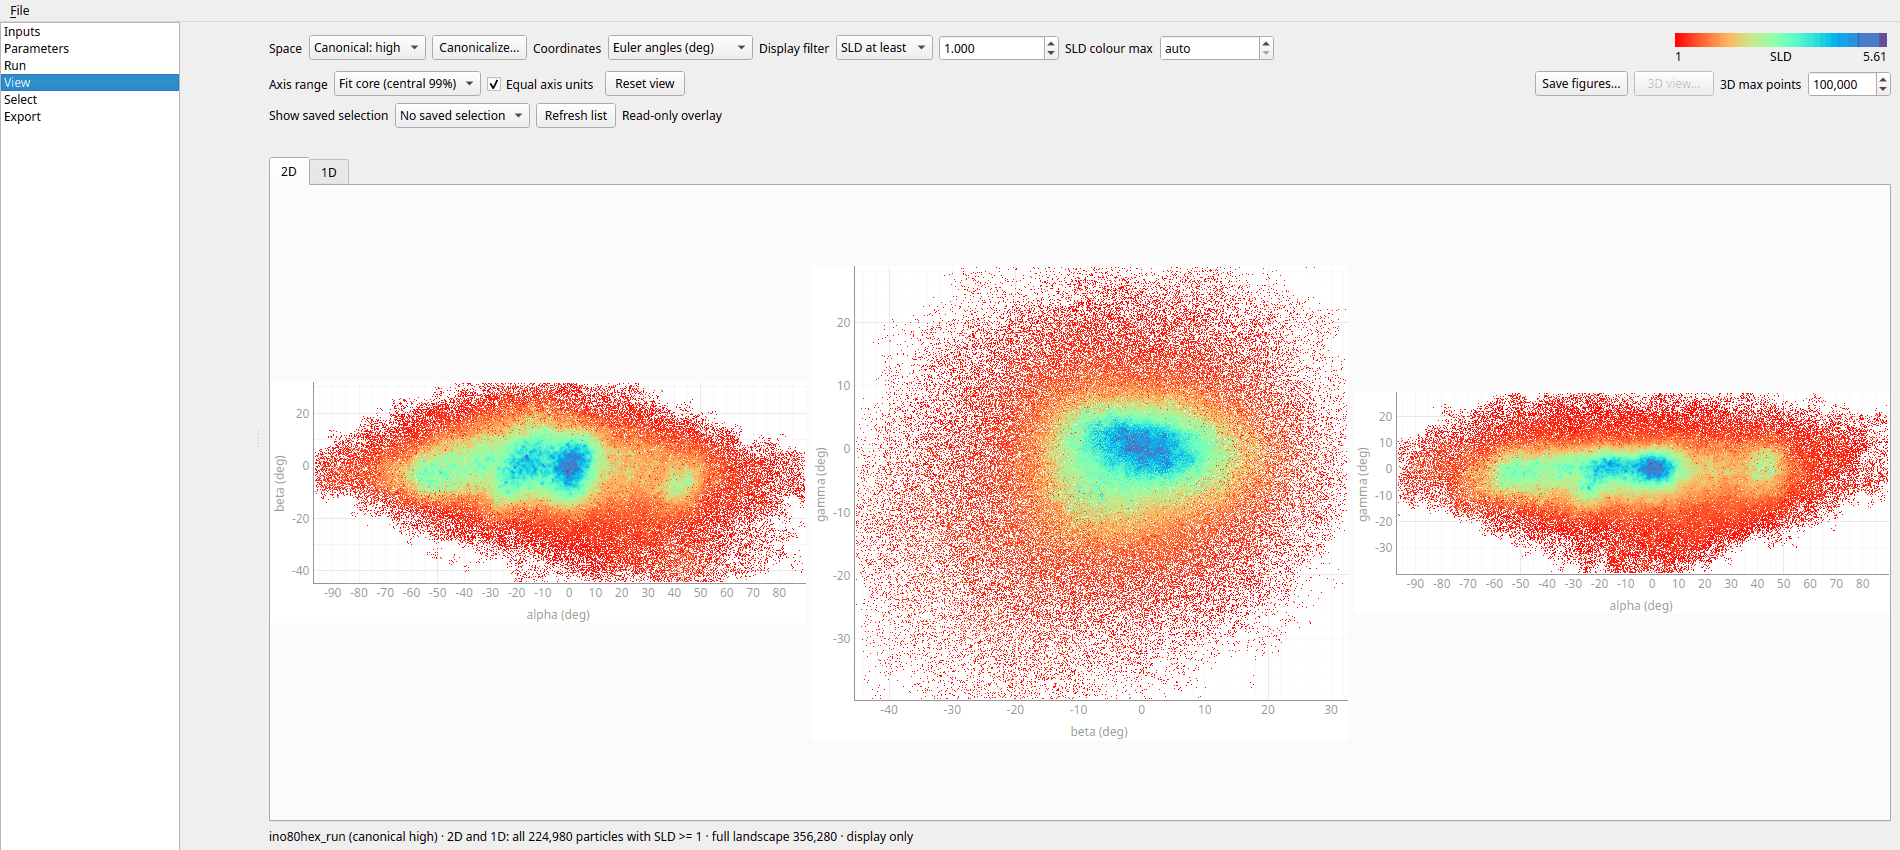 File
Inputs
Parameters
Run
View
Select
Export
Space Canonical: high Canonicalize... Coordinates Euler angles (deg) Display filter SLD at least 1.000 SLD colour max auto
1 SLD 5.61
Axis range Fit core (central 99%) Equal axis units Reset view
Save figures... 3D view... 3D max points 100,000
Show saved selection No saved selection Refresh list Read-only overlay
2D 1D
beta (deg)
20
0
-20
-40
-90 -80 -70 -60 -50 -40 -30 -20 -10 0 10 20 30 40 50 60 70 80
alpha (deg)
gamma (deg)
20
10
0
-10
-20
-30
-40 -30 -20 -10 0 10 20 30
beta (deg)
gamma (deg)
20
10
0
-10
-20
-30
-90 -80 -70 -60 -50 -40 -30 -20 -10 0 10 20 30 40 50 60 70 80
alpha (deg)
ino80hex_run (canonical high) · 2D and 1D: all 224,980 particles with SLD >= 1 · full landscape 356,280 · display only